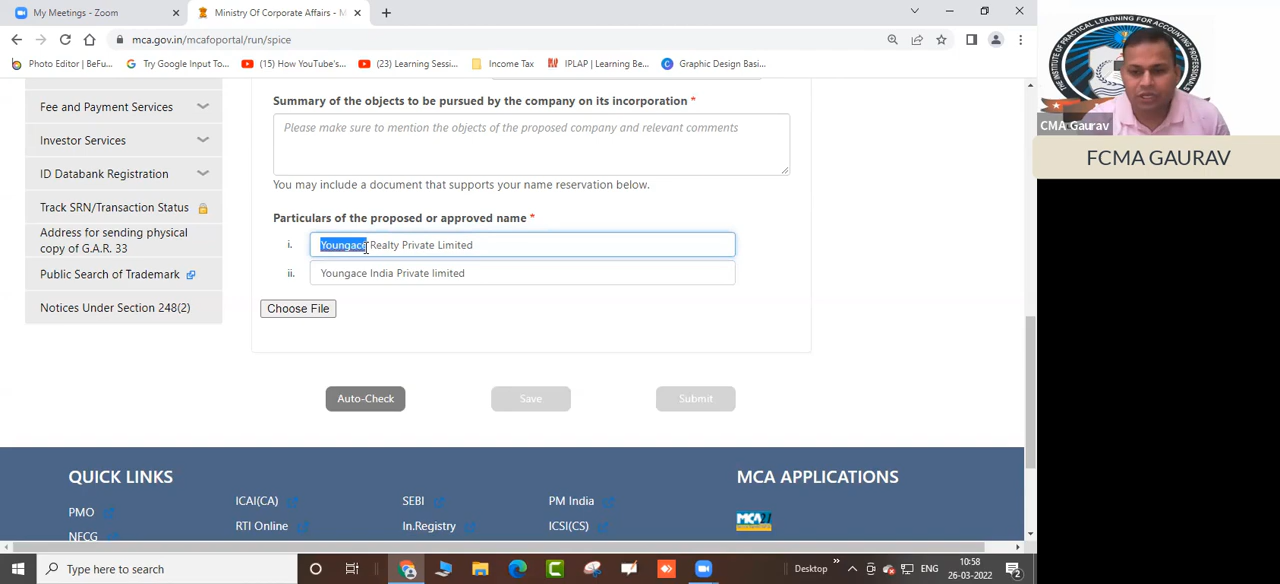 My Meetings - Zoom
Ministry Of Corporate Affairs - M
mca.gov.in/mcafoportal/run/spice
Photo Editor | BeFu...
Try Google Input To...
(15) How YouTube's...
(23) Learning Sessi...
Income Tax
IPLAP | Learning Be...
Graphic Design Basi...
CMA Gaurav
FCMA GAURAV
Fee and Payment Services
Investor Services
ID Databank Registration
Track SRN/Transaction Status
Address for sending physical
copy of G.A.R. 33
Public Search of Trademark
Notices Under Section 248(2)
Summary of the objects to be pursued by the company on its incorporation *
Please make sure to mention the objects of the proposed company and relevant comments
You may include a document that supports your name reservation below.
Particulars of the proposed or approved name *
i. Youngace Realty Private Limited
ii. Youngace India Private limited
Choose File
Auto-Check
Save
Submit
QUICK LINKS
MCA APPLICATIONS
PMO
ICAI(CA)
SEBI
PM India
NFCG
RTI Online
In.Registry
ICSI(CS)
MCA21
Type here to search
Desktop
ENG
10:58
26-03-2022
2